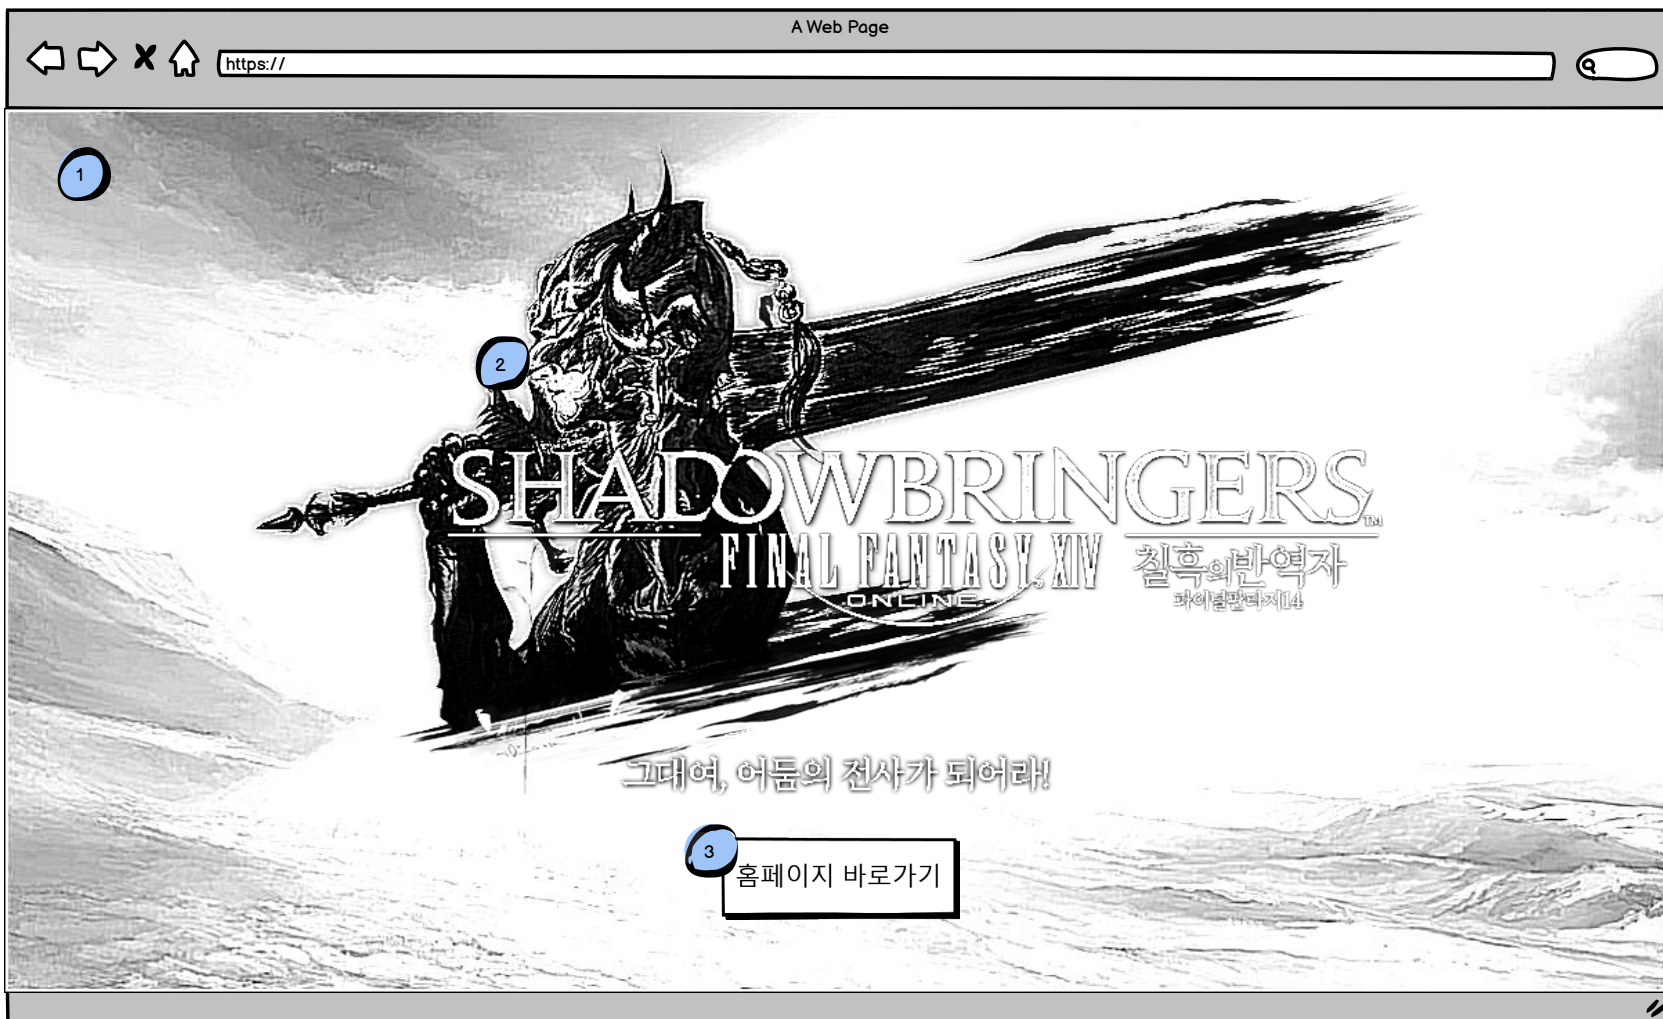 A Web Page
https://
1
2
SHADOWBRINGERS™
FINAL FANTASY XIV
ONLINE
칠흑의 반역자
파이널판타지14
그대여, 어둠의 전사가 되어라!
3
홈페이지 바로가기